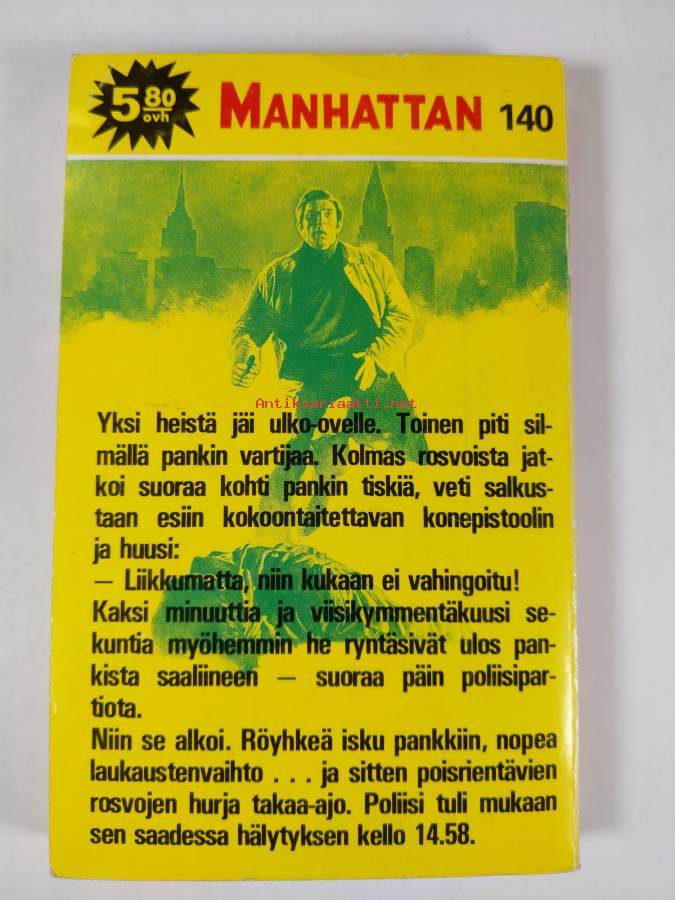 5 80
ovh
MANHATTAN 140
Antikvariaatti.net
Yksi heistä jäi ulko-ovelle. Toinen piti sil-
mällä pankin vartijaa. Kolmas rosvoista jat-
koi suoraa kohti pankin tiskiä, veti salkus-
taan esiin kokoontaitettavan konepistoolin
ja huusi:
— Liikkumatta, niin kukaan ei vahingoitu!
Kaksi minuuttia ja viisikymmentäkuusi se-
kuntia myöhemmin he ryntäsivät ulos pan-
kista saaliineen — suoraa päin poliisipar-
tiota.
Niin se alkoi. Röyhkeä isku pankkiin, nopea
laukaustenvaihto . . . ja sitten poisrientävien
rosvojen hurja takaa-ajo. Poliisi tuli mukaan
sen saadessa hälytyksen kello 14.58.